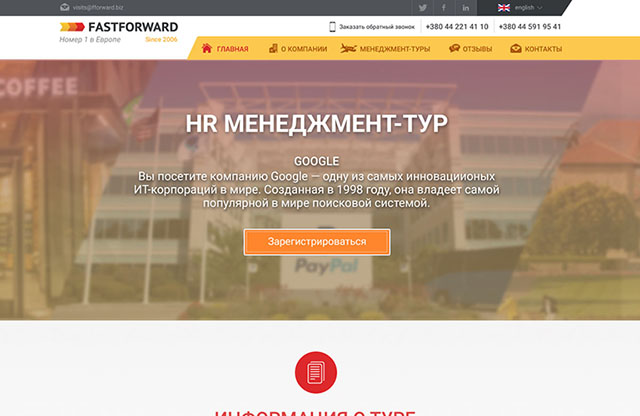 visits@fforward.biz
english
FASTFORWARD
Номер 1 в Европе
Since 2006
Заказать обратный звонок
+380 44 221 41 10
+380 44 591 95 41
ГЛАВНАЯ
О КОМПАНИИ
МЕНЕДЖМЕНТ-ТУРЫ
ОТЗЫВЫ
КОНТАКТЫ
COFFEE
HR МЕНЕДЖМЕНТ-ТУР
GOOGLE
Вы посетите компанию Google — одну из самых инновациионых
ИТ-корпораций в мире. Созданная в 1998 году, она владеет самой
популярной в мире поисковой системой.
Зарегистрироваться
PayPal
ИНФОРМАЦИЯ О ТУРЕ